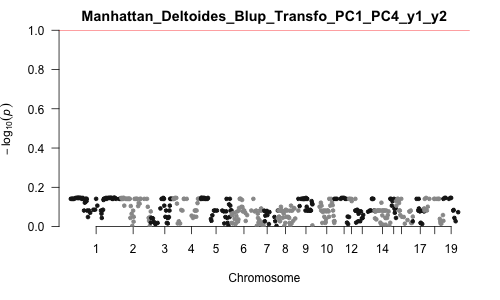 Manhattan_Deltoides_Blup_Transfo_PC1_PC4_y1_y2
1.0
0.8
0.6
0.4
0.2
0.0
− log10(p)
1 2 3 4 5 6 7 8 9 10 12 14 17 19
Chromosome